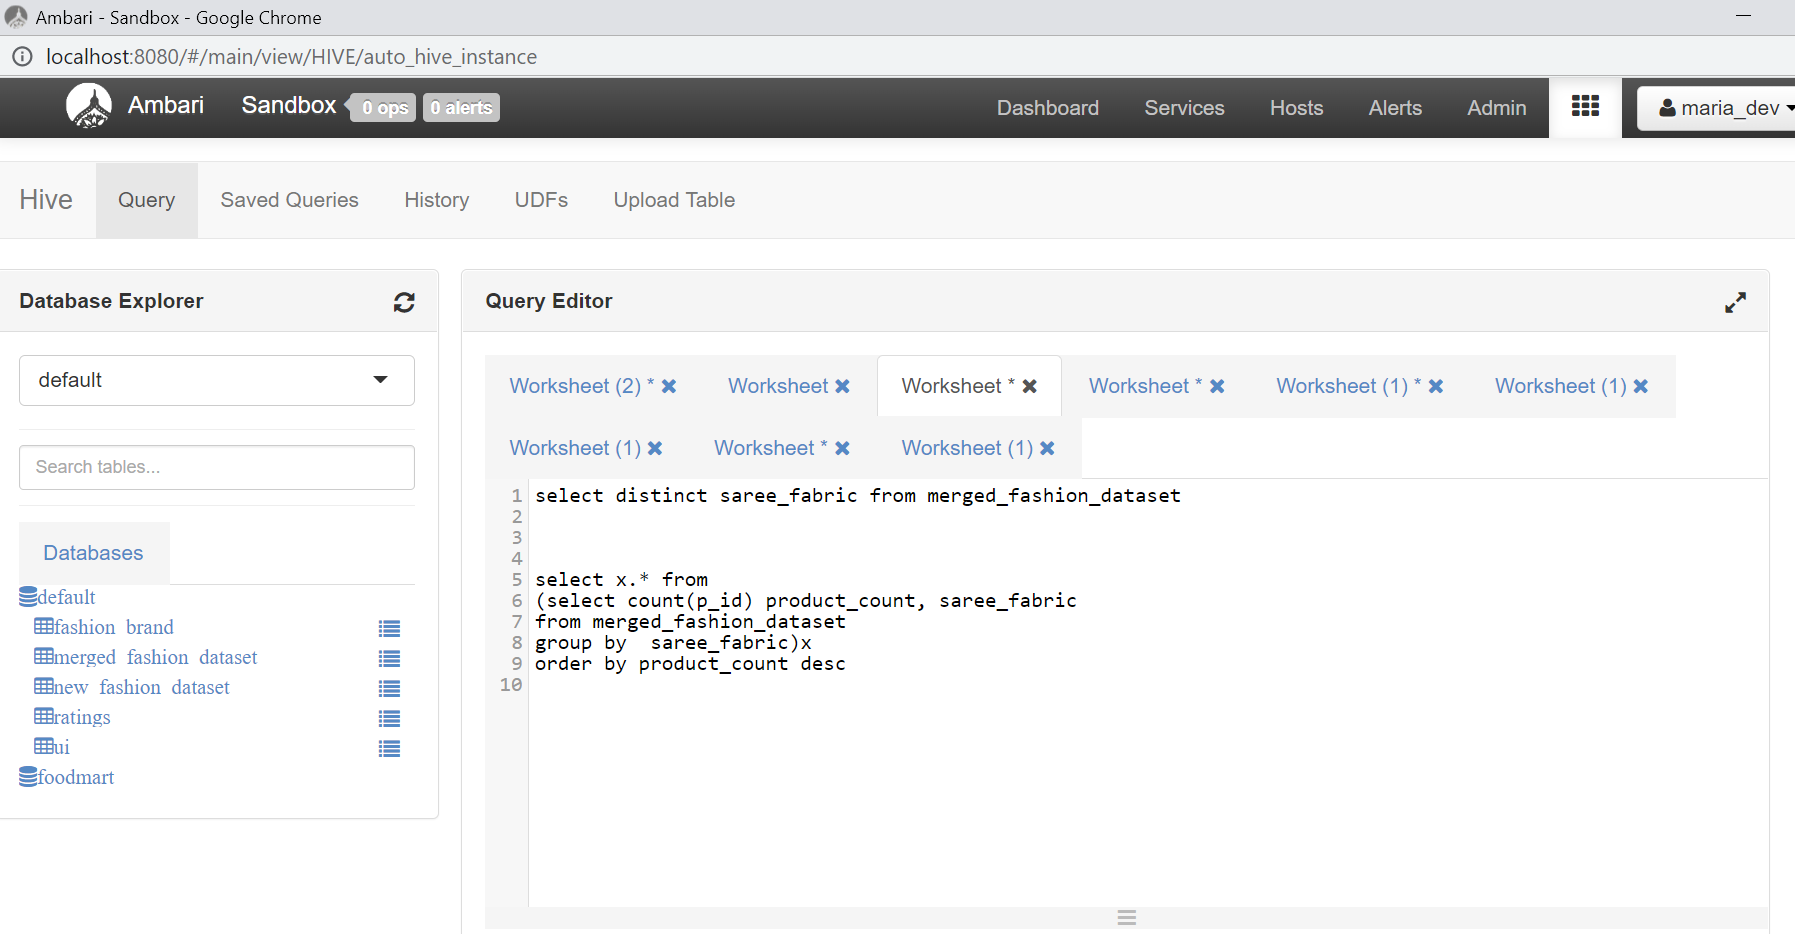 Ambari - Sandbox - Google Chrome
localhost:8080/#/main/view/HIVE/auto_hive_instance
Ambari Sandbox 0 ops 0 alerts Dashboard Services Hosts Alerts Admin maria_dev
Hive Query Saved Queries History UDFs Upload Table
Database Explorer
default
Search tables...
Databases
default
fashion_brand
merged_fashion_dataset
new_fashion_dataset
ratings
ui
foodmart
Query Editor
Worksheet (2) * Worksheet Worksheet * Worksheet * Worksheet (1) * Worksheet (1)
Worksheet (1) Worksheet * Worksheet (1)
1 select distinct saree_fabric from merged_fashion_dataset
2
3
4
5 select x.* from
6 (select count(p_id) product_count, saree_fabric
7 from merged_fashion_dataset
8 group by  saree_fabric)x
9 order by product_count desc
10